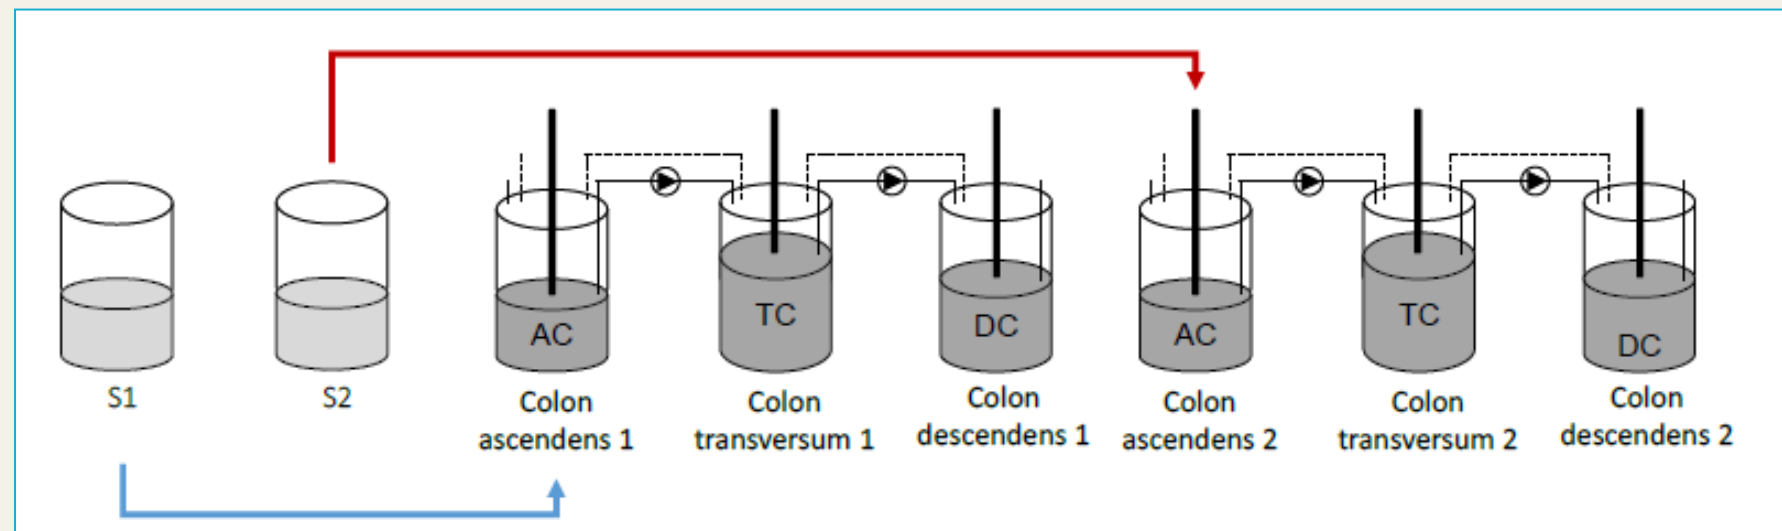 AC
TC
DC
AC
TC
DC
S1
S2
Colon
ascendens 1
Colon
transversum 1
Colon
descendens 1
Colon
ascendens 2
Colon
transversum 2
Colon
descendens 2